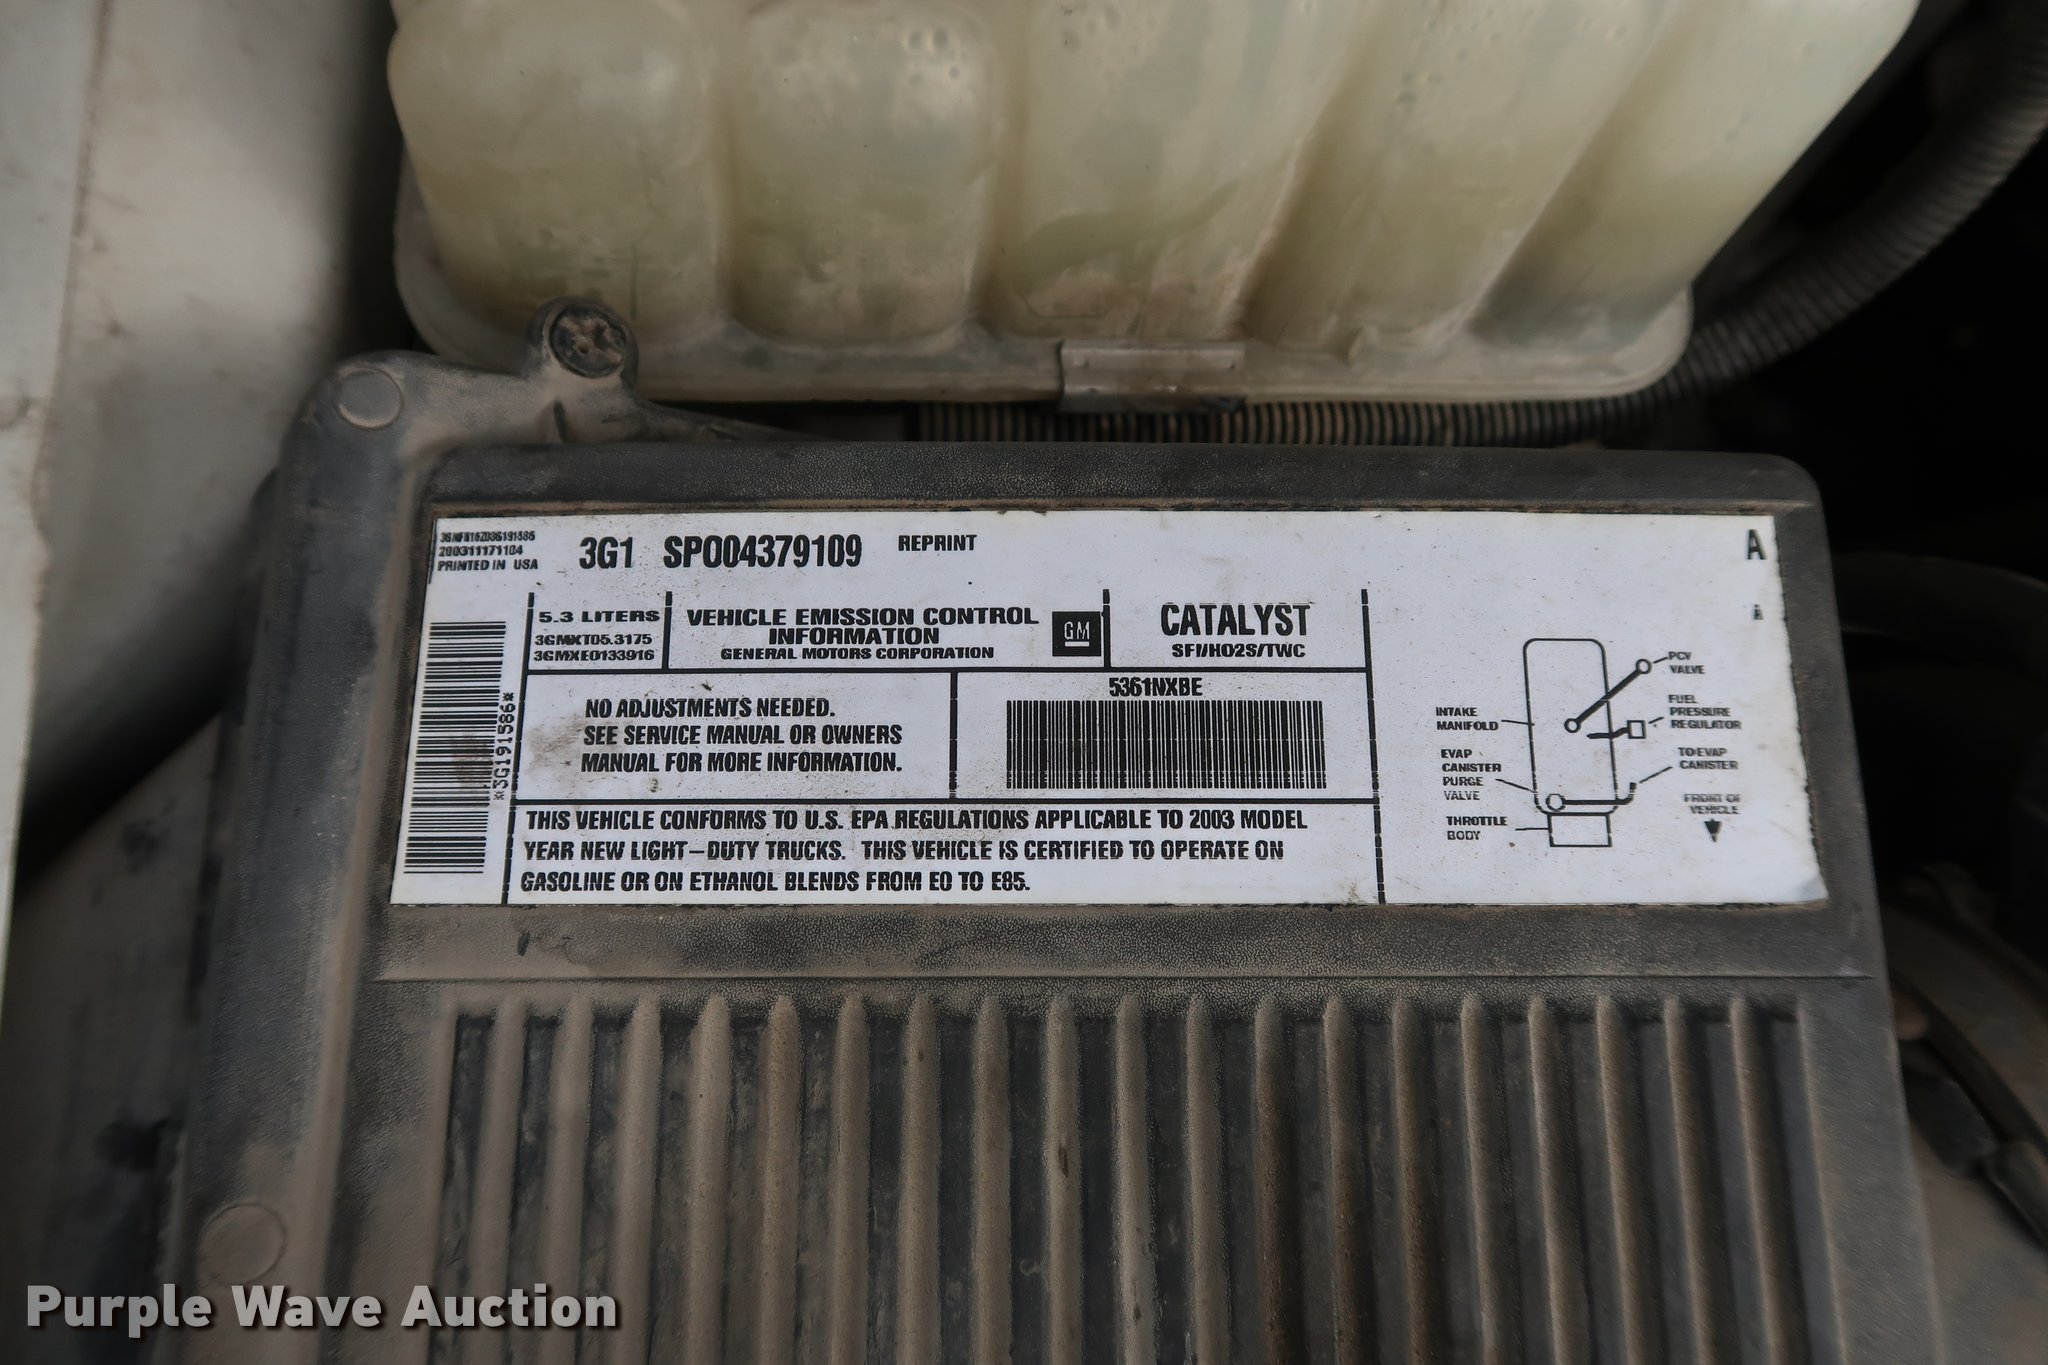 200311171104
PRINTED IN USA
3G1 SP004379109 REPRINT
A
A
5.3 LITERS
3GMXT05.3175
3GMXE0133916
VEHICLE EMISSION CONTROL
INFORMATION
GENERAL MOTORS CORPORATION
GM
CATALYST
SFI/HO2S/TWC
*3G191586*
NO ADJUSTMENTS NEEDED.
SEE SERVICE MANUAL OR OWNERS
MANUAL FOR MORE INFORMATION.
5361NXBE
THIS VEHICLE CONFORMS TO U.S. EPA REGULATIONS APPLICABLE TO 2003 MODEL
YEAR NEW LIGHT-DUTY TRUCKS. THIS VEHICLE IS CERTIFIED TO OPERATE ON
GASOLINE OR ON ETHANOL BLENDS FROM E0 TO E85.
PCV
VALVE
FUEL
PRESSURE
REGULATOR
INTAKE
MANIFOLD
EVAP
CANISTER
PURGE
VALVE
TO EVAP
CANISTER
FRONT OF
VEHICLE
THROTTLE
BODY
Purple Wave Auction